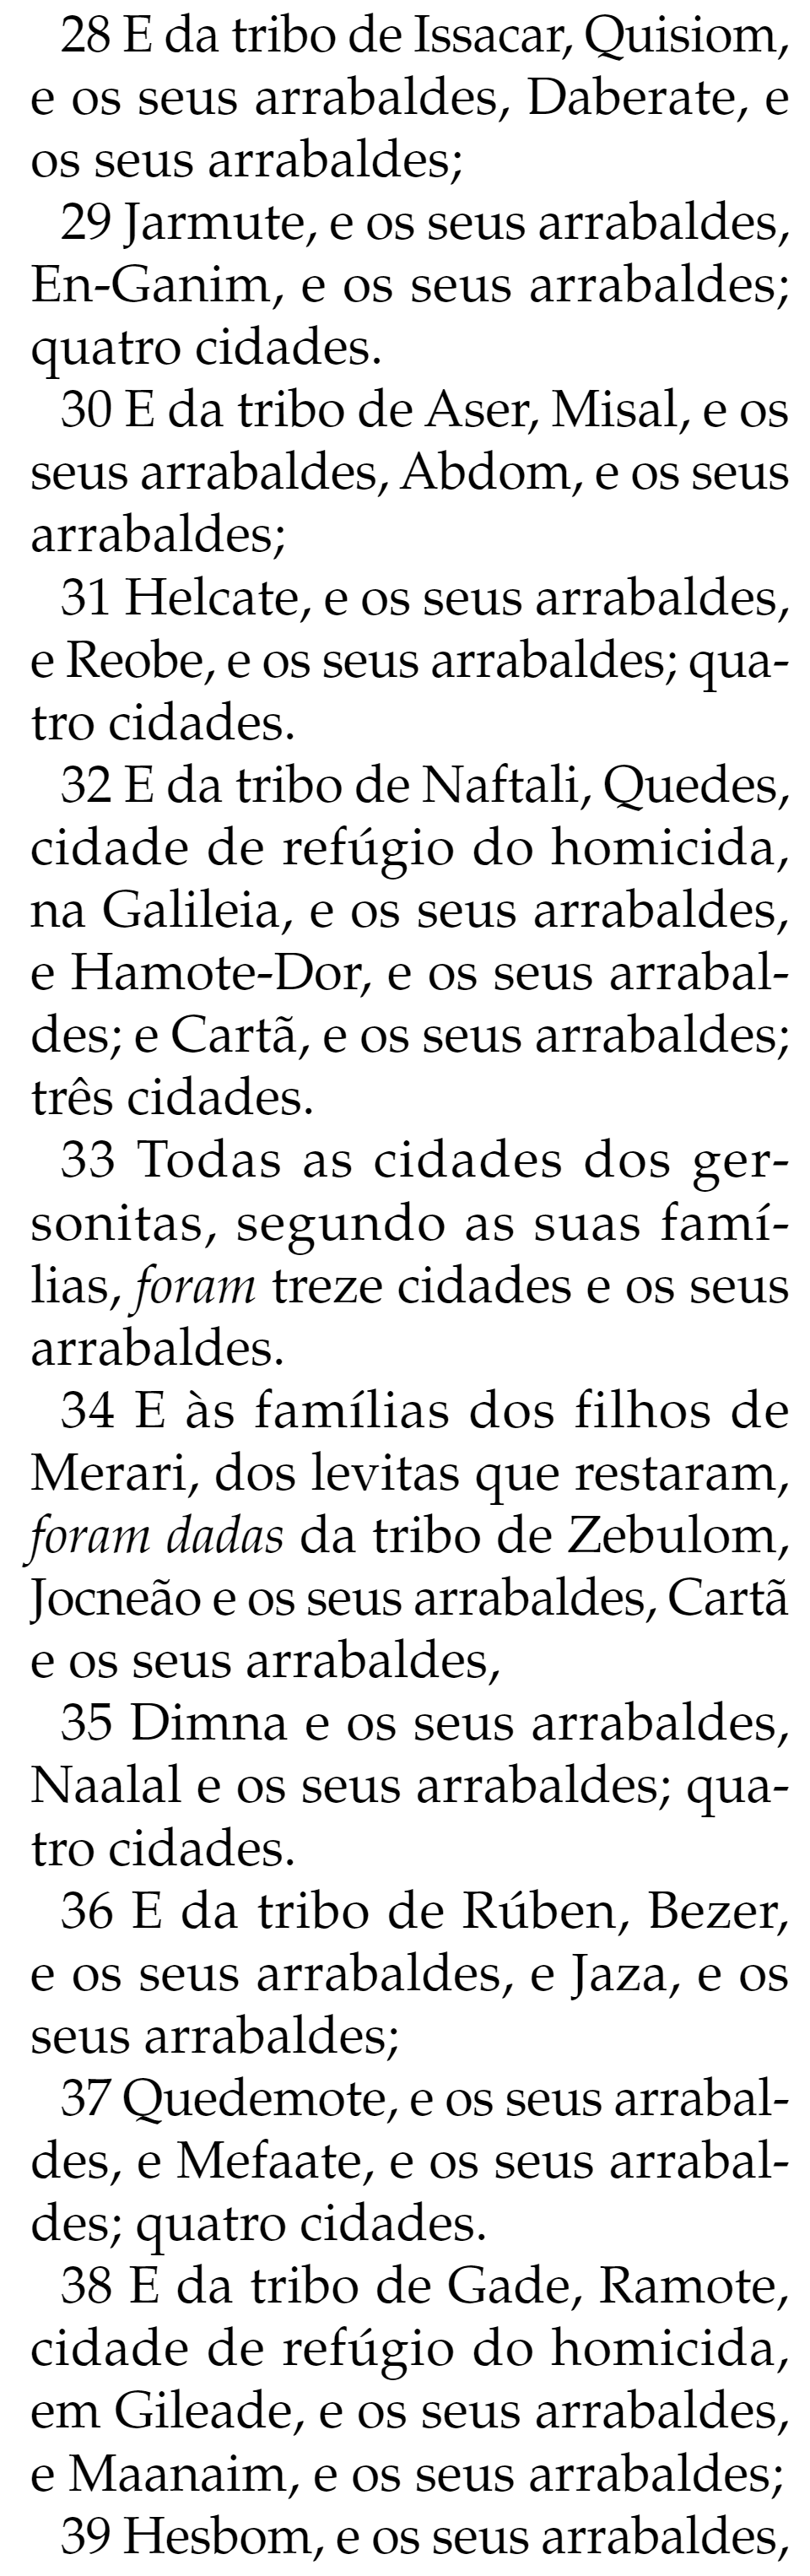 28 E da tribo de Issacar, Quisiom,
e os seus arrabaldes, Daberate, e
os seus arrabaldes;
29 Jarmute, e os seus arrabaldes,
En-Ganim, e os seus arrabaldes;
quatro cidades.
30 E da tribo de Aser, Misal, e os
seus arrabaldes, Abdom, e os seus
arrabaldes;
31 Helcate, e os seus arrabaldes,
e Reobe, e os seus arrabaldes; qua-
tro cidades.
32 E da tribo de Naftali, Quedes,
cidade de refúgio do homicida,
na Galileia, e os seus arrabaldes,
e Hamote-Dor, e os seus arrabal-
des; e Cartã, e os seus arrabaldes;
três cidades.
33 Todas as cidades dos ger-
sonitas, segundo as suas famí-
lias, foram treze cidades e os seus
arrabaldes.
34 E às famílias dos filhos de
Merari, dos levitas que restaram,
foram dadas da tribo de Zebulom,
Jocneão e os seus arrabaldes, Cartã
e os seus arrabaldes,
35 Dimna e os seus arrabaldes,
Naalal e os seus arrabaldes; qua-
tro cidades.
36 E da tribo de Rúben, Bezer,
e os seus arrabaldes, e Jaza, e os
seus arrabaldes;
37 Quedemote, e os seus arrabal-
des, e Mefaate, e os seus arrabal-
des; quatro cidades.
38 E da tribo de Gade, Ramote,
cidade de refúgio do homicida,
em Gileade, e os seus arrabaldes,
e Maanaim, e os seus arrabaldes;
39 Hesbom, e os seus arrabaldes,